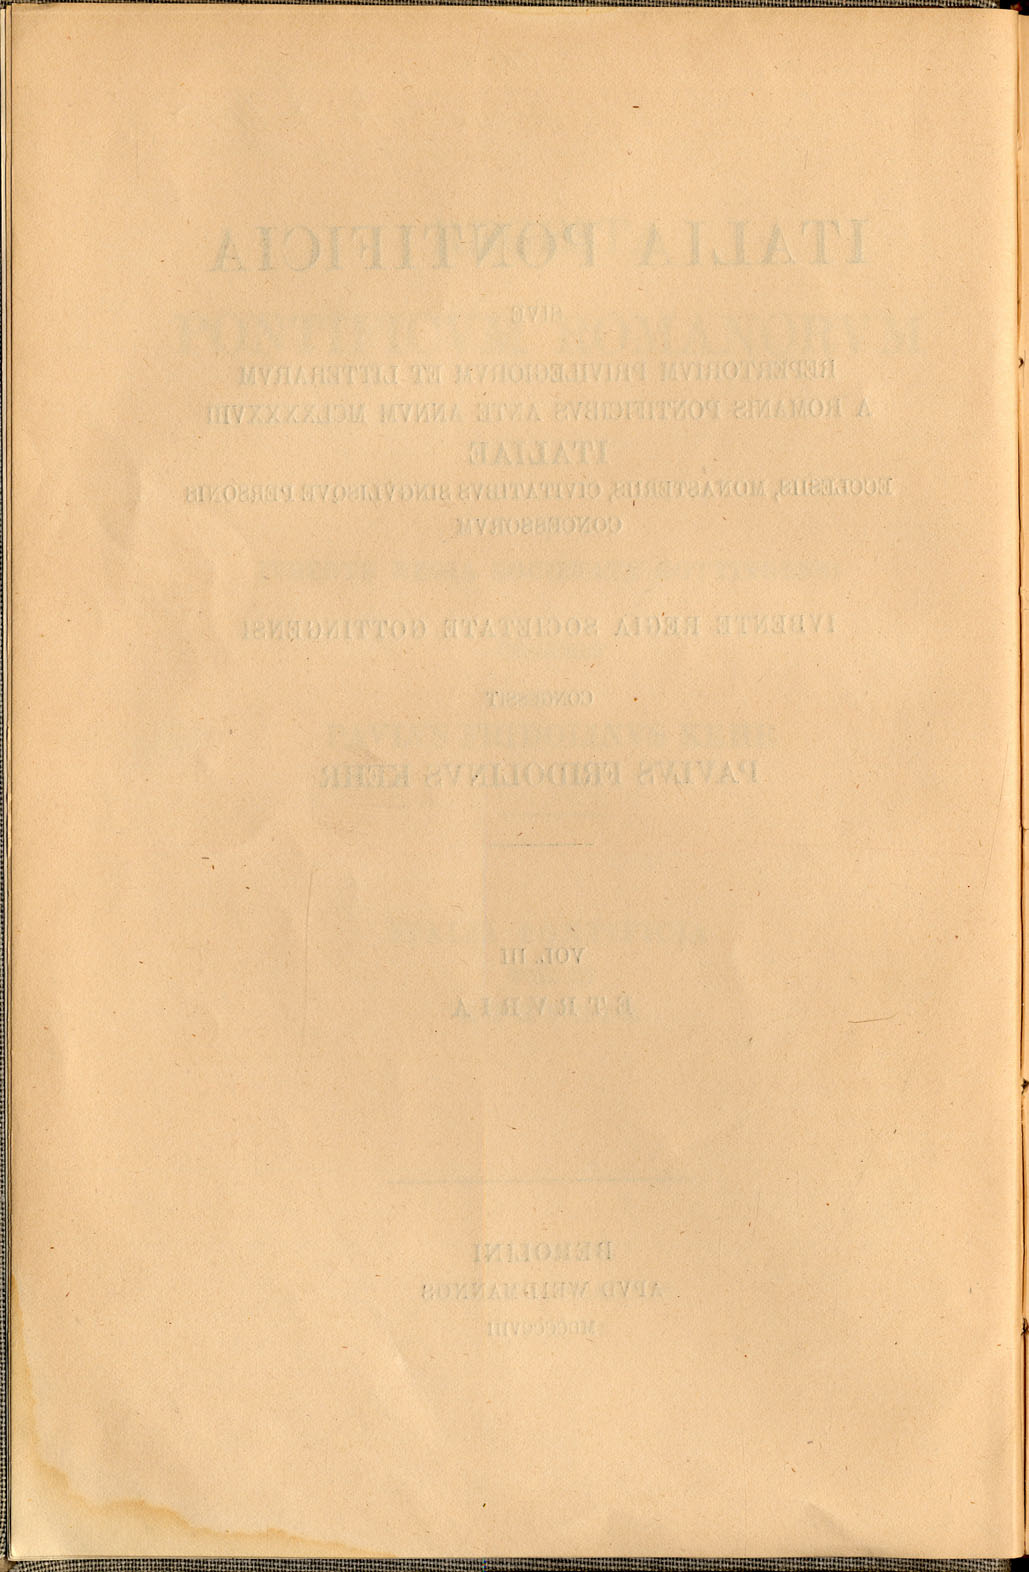 ITALIA PONTIFICIA
SIVE
REPERTORIVM PRIVILEGIORVM ET LITTERARVM
A ROMANIS PONTIFICIBVS ANTE ANNVM MCLXXXXVIII
ITALIAE
ECCLESIIS, MONASTERIIS, CIVITATIBVS SINGVLISQVE PERSONIS
CONCESSORVM
IVBENTE REGIA SOCIETATE GOTTINGENSI
CONGESSIT
PAVLVS FRIDOLINVS KEHR
VOL. III
ETRVRIA
BEROLINI
APVD WEIDMANNOS
MDCCCCVIII